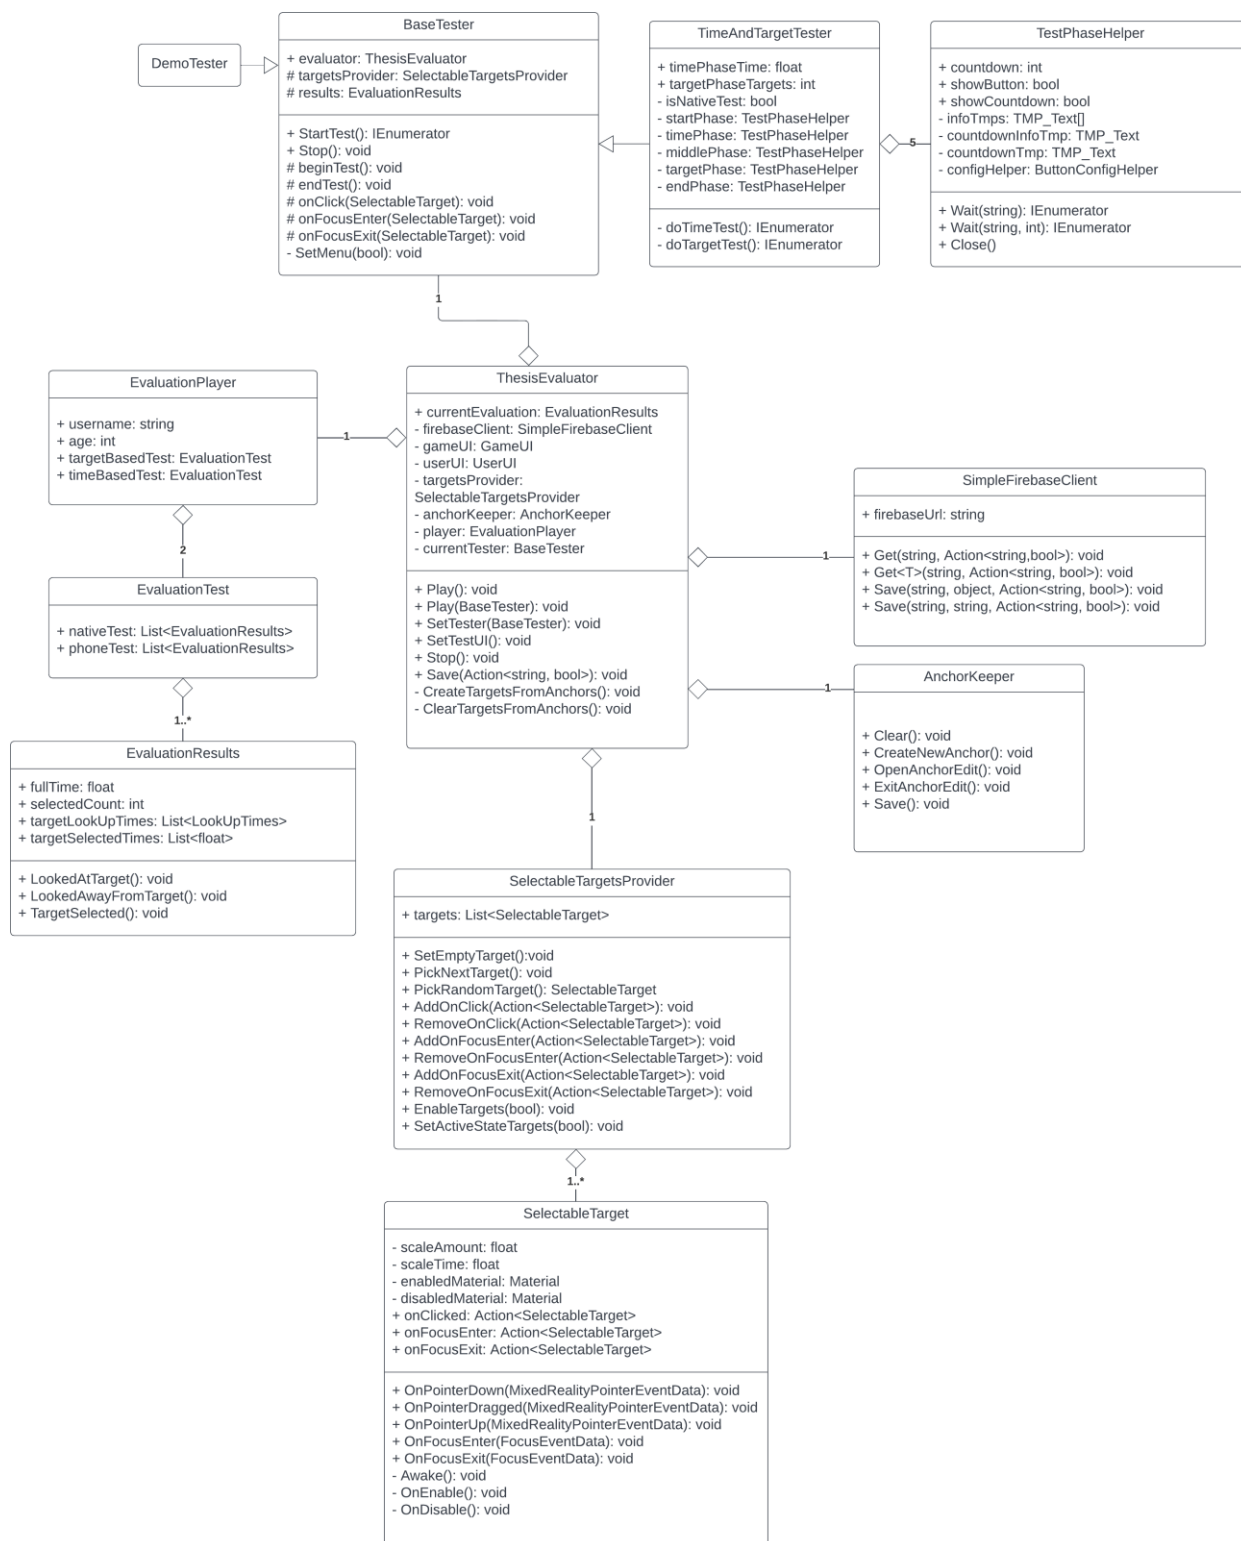 BaseTester
+ evaluator: ThesisEvaluator
# targetsProvider: SelectableTargetsProvider
# results: EvaluationResults
+ StartTest(): IEnumerator
+ Stop(): void
# beginTest(): void
# endTest(): void
# onClick(SelectableTarget): void
# onFocusEnter(SelectableTarget): void
# onFocusExit(SelectableTarget): void
- SetMenu(bool): void
DemoTester
TimeAndTargetTester
+ timePhaseTime: float
+ targetPhaseTargets: int
- isNativeTest: bool
- startPhase: TestPhaseHelper
- timePhase: TestPhaseHelper
- middlePhase: TestPhaseHelper
- targetPhase: TestPhaseHelper
- endPhase: TestPhaseHelper
- doTimeTest(): IEnumerator
- doTargetTest(): IEnumerator
5
TestPhaseHelper
+ countdown: int
+ showButton: bool
+ showCountdown: bool
- infoTmps: TMP_Text[]
- countdownInfoTmp: TMP_Text
- countdownTmp: TMP_Text
- configHelper: ButtonConfigHelper
+ Wait(string): IEnumerator
+ Wait(string, int): IEnumerator
+ Close()
1
EvaluationPlayer
+ username: string
+ age: int
+ targetBasedTest: EvaluationTest
+ timeBasedTest: EvaluationTest
1
2
EvaluationTest
+ nativeTest: List<EvaluationResults>
+ phoneTest: List<EvaluationResults>
1..*
EvaluationResults
+ fullTime: float
+ selectedCount: int
+ targetLookUpTimes: List<LookUpTimes>
+ targetSelectedTimes: List<float>
+ LookedAtTarget(): void
+ LookedAwayFromTarget(): void
+ TargetSelected(): void
ThesisEvaluator
+ currentEvaluation: EvaluationResults
- firebaseClient: SimpleFirebaseClient
- gameUI: GameUI
- userUI: UserUI
- targetsProvider:
SelectableTargetsProvider
- anchorKeeper: AnchorKeeper
- player: EvaluationPlayer
- currentTester: BaseTester
+ Play(): void
+ Play(BaseTester): void
+ SetTester(BaseTester): void
+ SetTestUI(): void
+ Stop(): void
+ Save(Action<string, bool>): void
- CreateTargetsFromAnchors(): void
- ClearTargetsFromAnchors(): void
1
SimpleFirebaseClient
+ firebaseUrl: string
+ Get(string, Action<string,bool>): void
+ Get<T>(string, Action<string, bool>): void
+ Save(string, object, Action<string, bool>): void
+ Save(string, string, Action<string, bool>): void
1
AnchorKeeper
+ Clear(): void
+ CreateNewAnchor(): void
+ OpenAnchorEdit(): void
+ ExitAnchorEdit(): void
+ Save(): void
1
SelectableTargetsProvider
+ targets: List<SelectableTarget>
+ SetEmptyTarget():void
+ PickNextTarget(): void
+ PickRandomTarget(): SelectableTarget
+ AddOnClick(Action<SelectableTarget>): void
+ RemoveOnClick(Action<SelectableTarget>): void
+ AddOnFocusEnter(Action<SelectableTarget>): void
+ RemoveOnFocusEnter(Action<SelectableTarget>): void
+ AddOnFocusExit(Action<SelectableTarget>): void
+ RemoveOnFocusExit(Action<SelectableTarget>): void
+ EnableTargets(bool): void
+ SetActiveStateTargets(bool): void
1..*
SelectableTarget
- scaleAmount: float
- scaleTime: float
- enabledMaterial: Material
- disabledMaterial: Material
+ onClicked: Action<SelectableTarget>
+ onFocusEnter: Action<SelectableTarget>
+ onFocusExit: Action<SelectableTarget>
+ OnPointerDown(MixedRealityPointerEventData): void
+ OnPointerDragged(MixedRealityPointerEventData): void
+ OnPointerUp(MixedRealityPointerEventData): void
+ OnFocusEnter(FocusEventData): void
+ OnFocusExit(FocusEventData): void
- Awake(): void
- OnEnable(): void
- OnDisable(): void